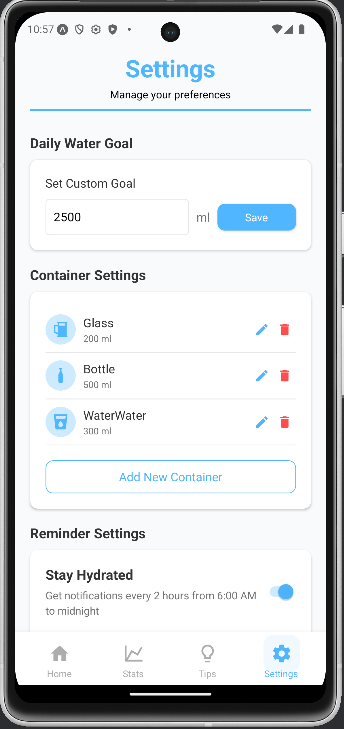 10:57
Settings
Manage your preferences
Daily Water Goal
Set Custom Goal
2500 ml Save
Container Settings
Glass
200 ml
Bottle
500 ml
WaterWater
300 ml
Add New Container
Reminder Settings
Stay Hydrated
Get notifications every 2 hours from 6:00 AM
to midnight
Home Stats Tips Settings